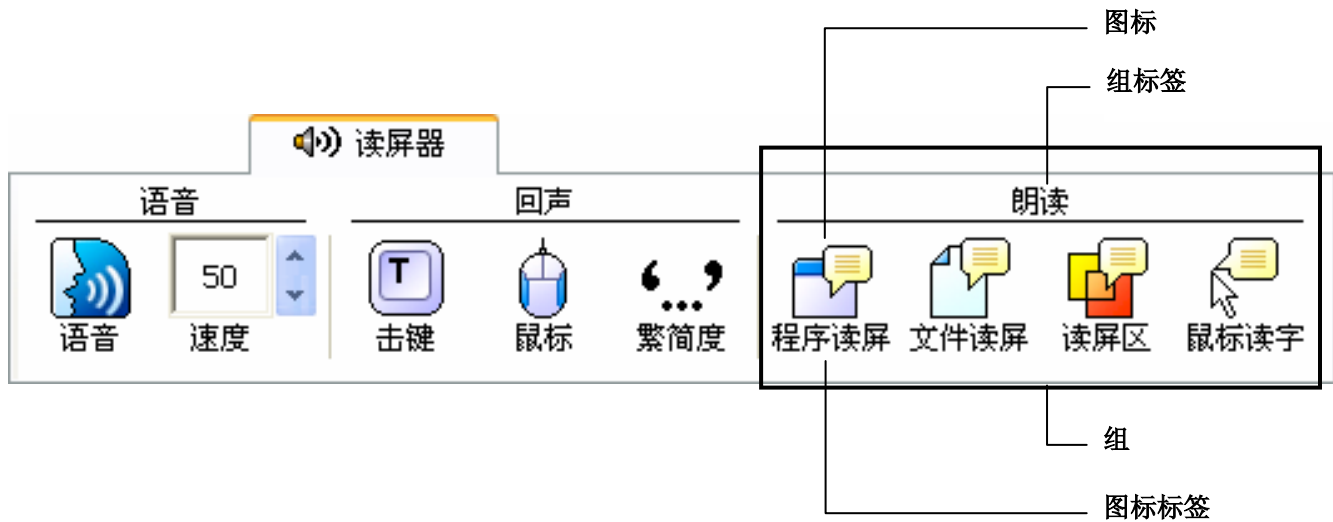 图标
组标签
读屏器
语音 回声 朗读
T
50
语音 速度 击键 鼠标 繁简度 程序读屏 文件读屏 读屏区 鼠标读字
组
图标标签